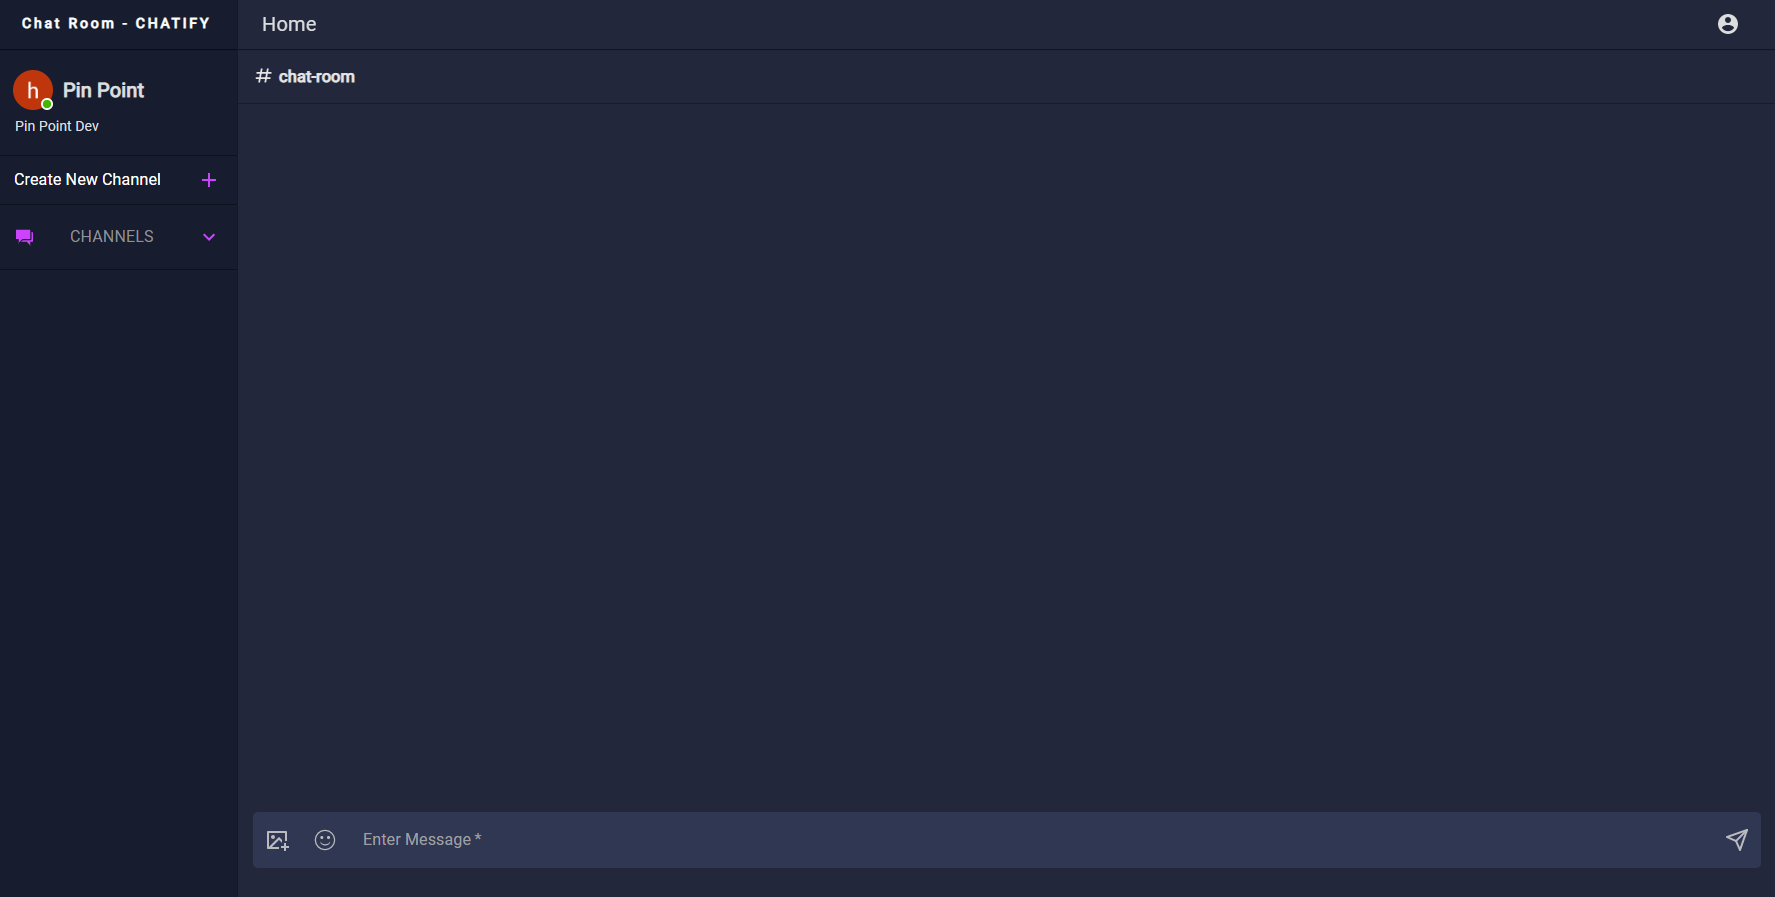 Chat Room - CHATIFY
Home
h
Pin Point
Pin Point Dev
Create New Channel
CHANNELS
# chat-room
Enter Message *